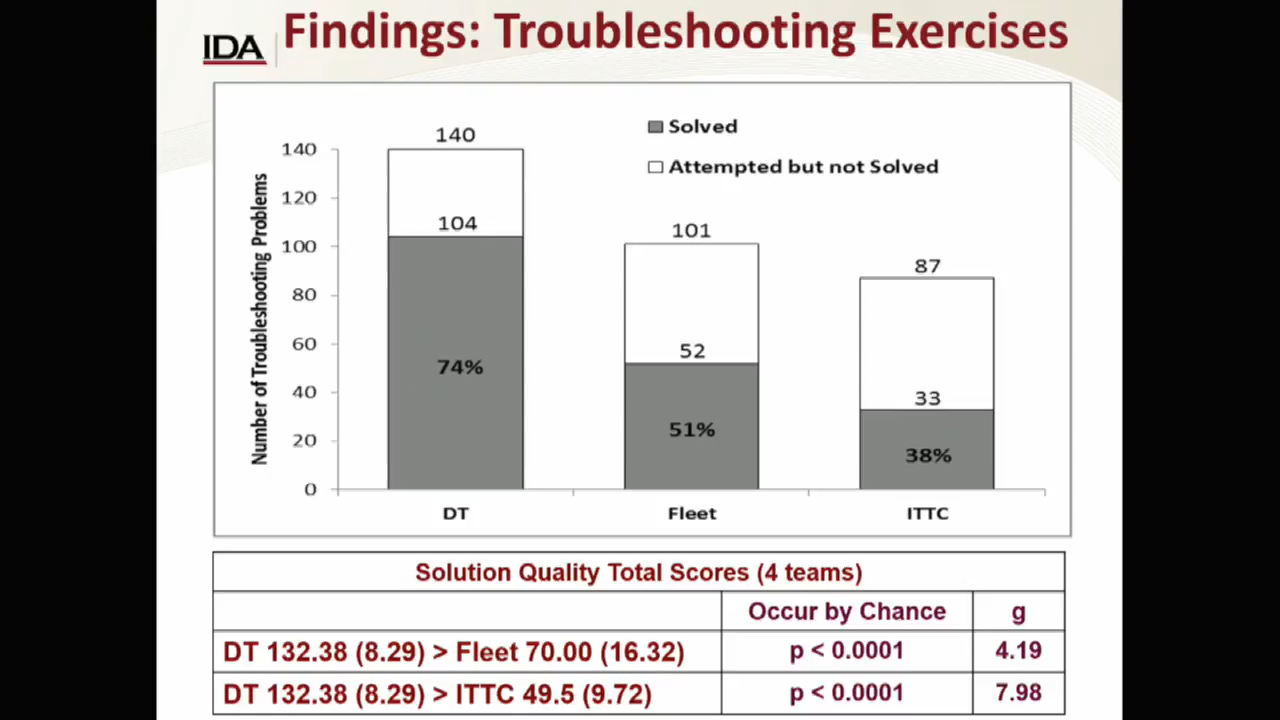 Findings: Troubleshooting Exercises
IDA
Solved
Attempted but not Solved
Number of Troubleshooting Problems
140
120
100
80
60
40
20
0
140
104
74%
101
52
51%
87
33
38%
DT
Fleet
ITTC
Solution Quality Total Scores (4 teams)
Occur by Chance g
DT 132.38 (8.29) > Fleet 70.00 (16.32) p < 0.0001 4.19
DT 132.38 (8.29) > ITTC 49.5 (9.72) p < 0.0001 7.98